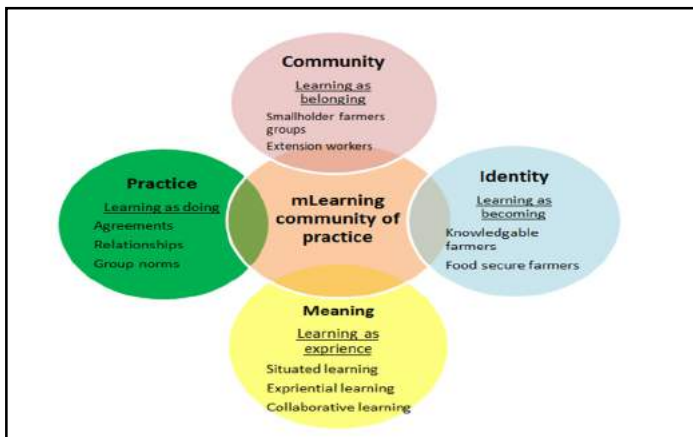 Community
Learning as
belonging
Smallholder farmers
groups
Extension workers
Practice
Learning as doing
Agreements
Relationships
Group norms
mLearning
community of
practice
Identity
Learning as
becoming
Knowledgable
farmers
Food secure farmers
Meaning
Learning as
exprience
Situated learning
Expriential learning
Collaborative learning